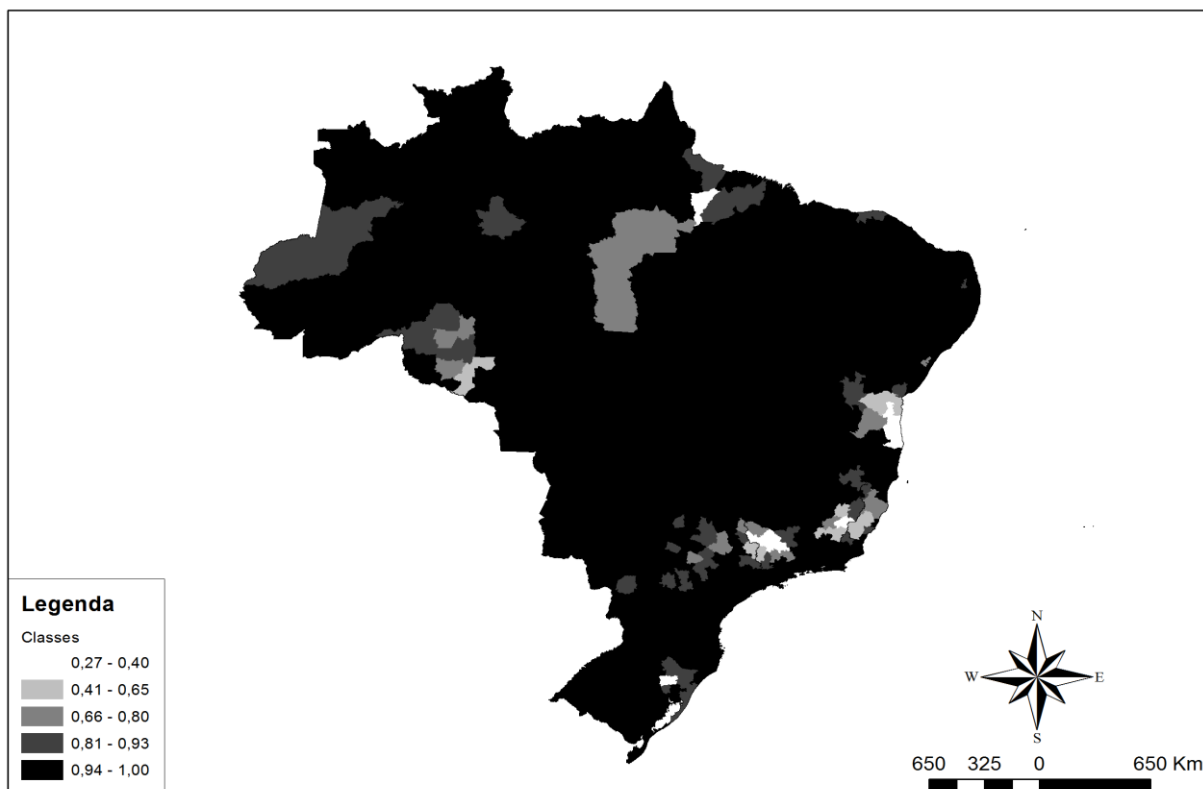 Legenda
Classes
0,27 - 0,40
0,41 - 0,65
0,66 - 0,80
0,81 - 0,93
0,94 - 1,00
N
W E
S
650 325 0 650 Km